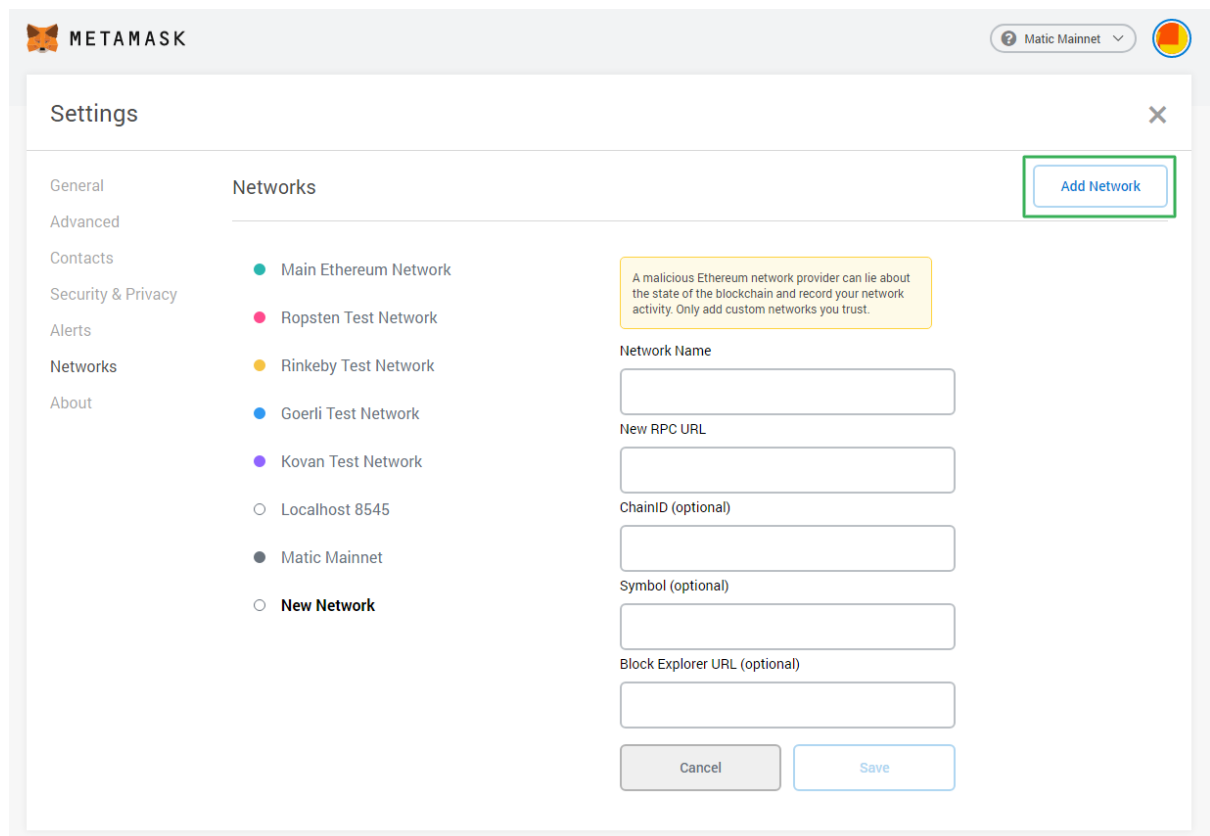 METAMASK
Matic Mainnet
Settings
General
Advanced
Contacts
Security & Privacy
Alerts
Networks
About
Networks
Add Network
Main Ethereum Network
Ropsten Test Network
Rinkeby Test Network
Goerli Test Network
Kovan Test Network
Localhost 8545
Matic Mainnet
New Network
A malicious Ethereum network provider can lie about
the state of the blockchain and record your network
activity. Only add custom networks you trust.
Network Name
New RPC URL
ChainID (optional)
Symbol (optional)
Block Explorer URL (optional)
Cancel
Save